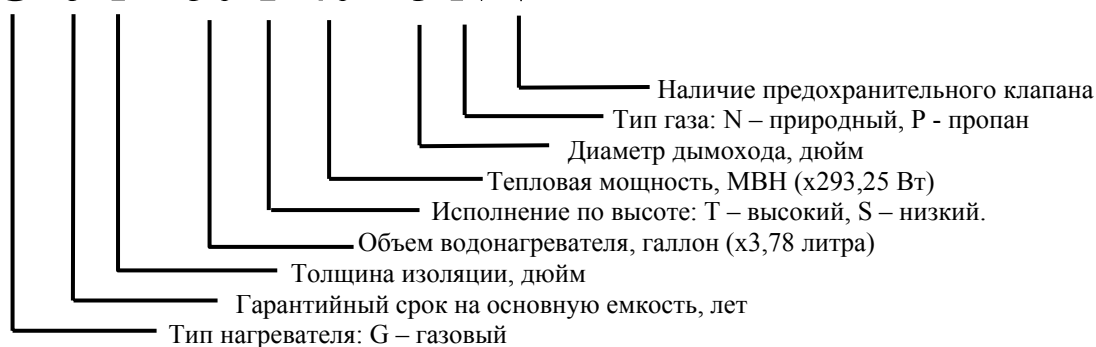 Наличие предохранительного клапана
Тип газа: N – природный, P - пропан
Диаметр дымохода, дюйм
Тепловая мощность, МВН (x293,25 Вт)
Исполнение по высоте: T – высокий, S – низкий.
Объем водонагревателя, галлон (x3,78 литра)
Толщина изоляции, дюйм
Гарантийный срок на основную емкость, лет
Тип нагревателя: G – газовый